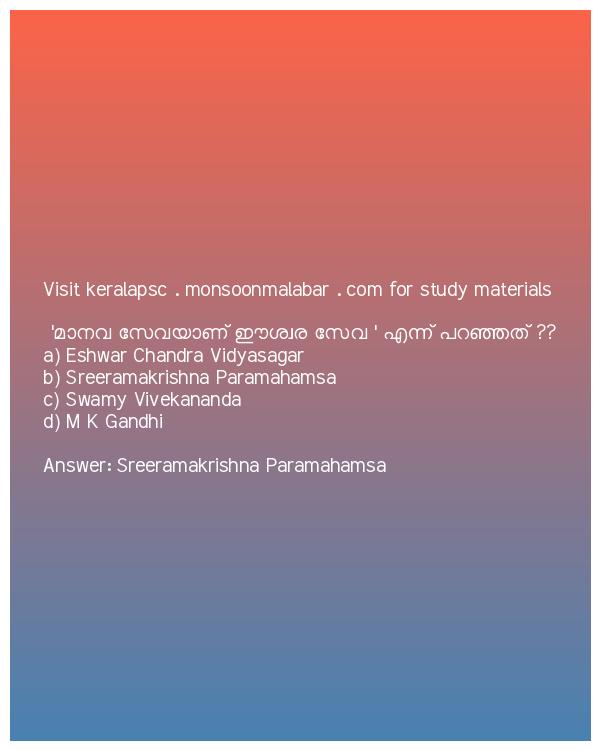 Visit keralapsc . monsoonmalabar . com for study materials
'മാനവ സേവയാണ് ഈശ്വര സേവ ' എന്ന് പറഞ്ഞത് ??
a) Eshwar Chandra Vidyasagar
b) Sreeramakrishna Paramahamsa
c) Swamy Vivekananda
d) M K Gandhi
Answer: Sreeramakrishna Paramahamsa